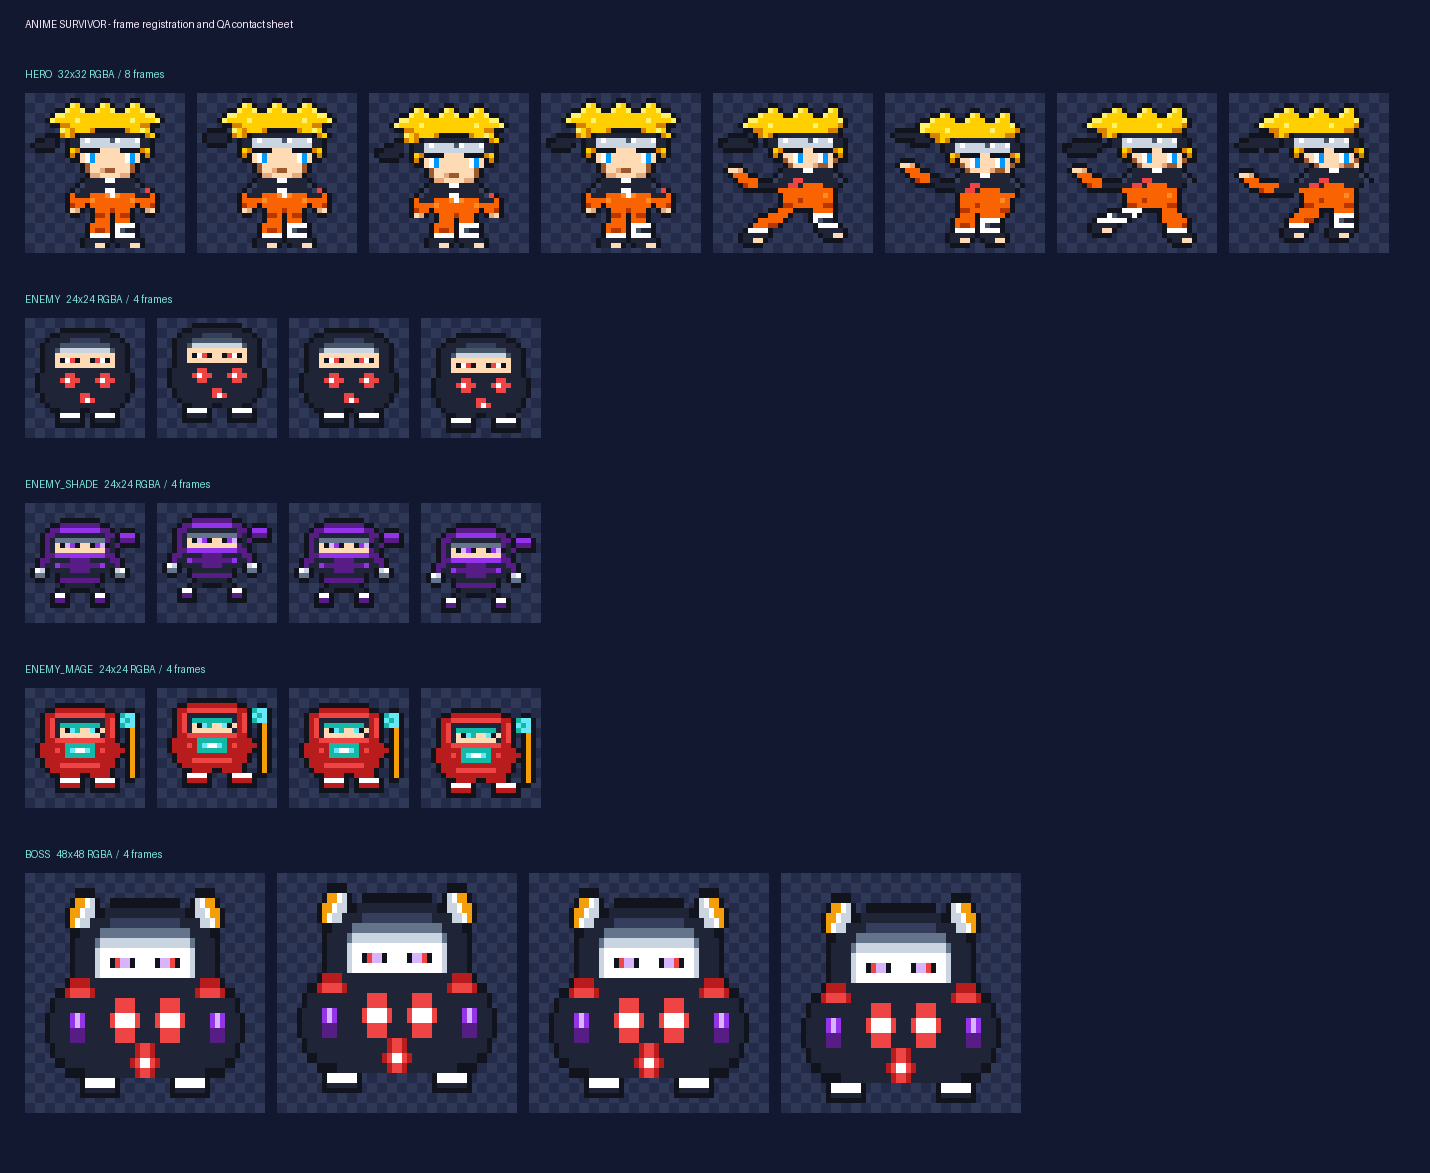 ANIME SURVIVOR - frame registration and QA contact sheet
HERO 32x32 RGBA / 8 frames
ENEMY 24x24 RGBA / 4 frames
ENEMY_SHADE 24x24 RGBA / 4 frames
ENEMY_MAGE 24x24 RGBA / 4 frames
BOSS 48x48 RGBA / 4 frames